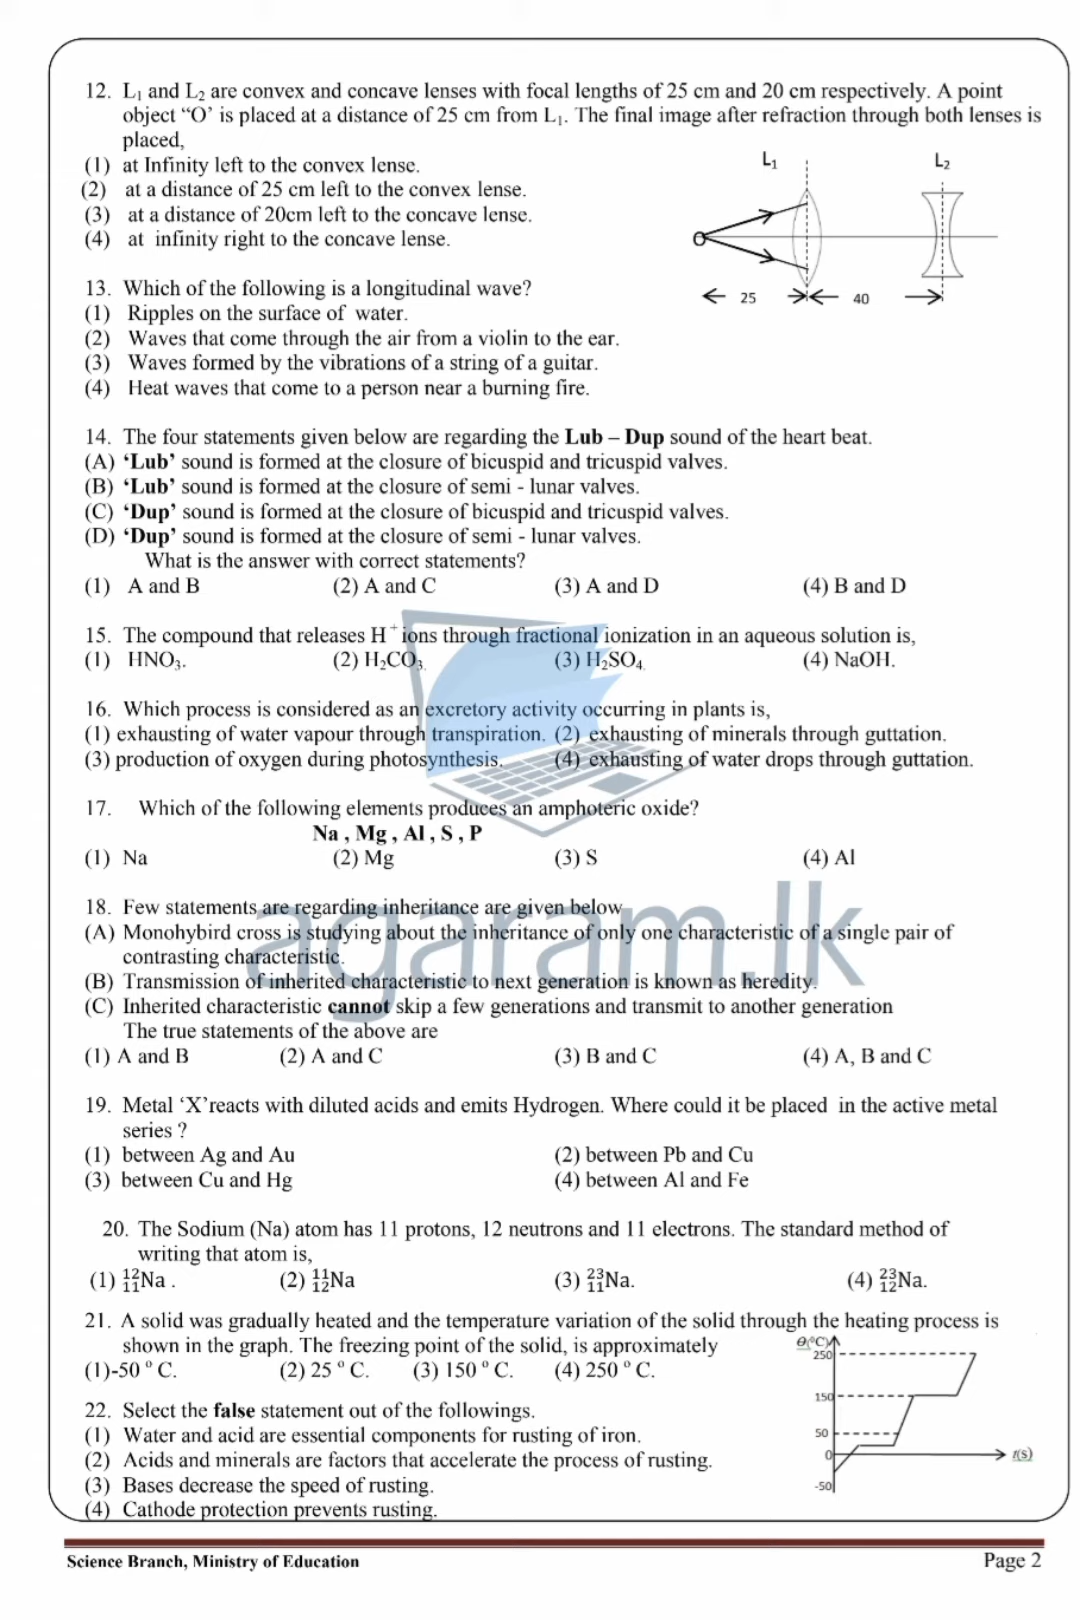 12. L₁ and L₂ are convex and concave lenses with focal lengths of 25 cm and 20 cm respectively. A point
object “O’ is placed at a distance of 25 cm from L₁. The final image after refraction through both lenses is
placed,
(1) at Infinity left to the convex lense.
(2) at a distance of 25 cm left to the convex lense.
(3) at a distance of 20cm left to the concave lense.
(4) at infinity right to the concave lense.
L₁
L₂
O
25
40
13. Which of the following is a longitudinal wave?
(1) Ripples on the surface of water.
(2) Waves that come through the air from a violin to the ear.
(3) Waves formed by the vibrations of a string of a guitar.
(4) Heat waves that come to a person near a burning fire.
14. The four statements given below are regarding the Lub – Dup sound of the heart beat.
(A) ‘Lub’ sound is formed at the closure of bicuspid and tricuspid valves.
(B) ‘Lub’ sound is formed at the closure of semi - lunar valves.
(C) ‘Dup’ sound is formed at the closure of bicuspid and tricuspid valves.
(D) ‘Dup’ sound is formed at the closure of semi - lunar valves.
What is the answer with correct statements?
(1) A and B (2) A and C (3) A and D (4) B and D
15. The compound that releases H⁺ ions through fractional ionization in an aqueous solution is,
(1) HNO₃. (2) H₂CO₃. (3) H₂SO₄. (4) NaOH.
16. Which process is considered as an excretory activity occurring in plants is,
(1) exhausting of water vapour through transpiration. (2) exhausting of minerals through guttation.
(3) production of oxygen during photosynthesis. (4) exhausting of water drops through guttation.
17. Which of the following elements produces an amphoteric oxide?
Na , Mg , Al , S , P
(1) Na (2) Mg (3) S (4) Al
agaram.lk
18. Few statements are regarding inheritance are given below
(A) Monohybird cross is studying about the inheritance of only one characteristic of a single pair of
contrasting characteristic.
(B) Transmission of inherited characteristic to next generation is known as heredity.
(C) Inherited characteristic cannot skip a few generations and transmit to another generation
The true statements of the above are
(1) A and B (2) A and C (3) B and C (4) A, B and C
19. Metal ‘X’reacts with diluted acids and emits Hydrogen. Where could it be placed in the active metal
series ?
(1) between Ag and Au (2) between Pb and Cu
(3) between Cu and Hg (4) between Al and Fe
20. The Sodium (Na) atom has 11 protons, 12 neutrons and 11 electrons. The standard method of
writing that atom is,
(1) ¹²₁₁Na . (2) ¹¹₁₂Na (3) ²³₁₁Na. (4) ²³₁₂Na.
21. A solid was gradually heated and the temperature variation of the solid through the heating process is
shown in the graph. The freezing point of the solid, is approximately
(1)-50 ° C. (2) 25 ° C. (3) 150 ° C. (4) 250 ° C.
θ(°C)
250
150
50
0
-50
t(s)
22. Select the false statement out of the followings.
(1) Water and acid are essential components for rusting of iron.
(2) Acids and minerals are factors that accelerate the process of rusting.
(3) Bases decrease the speed of rusting.
(4) Cathode protection prevents rusting.
Science Branch, Ministry of Education Page 2